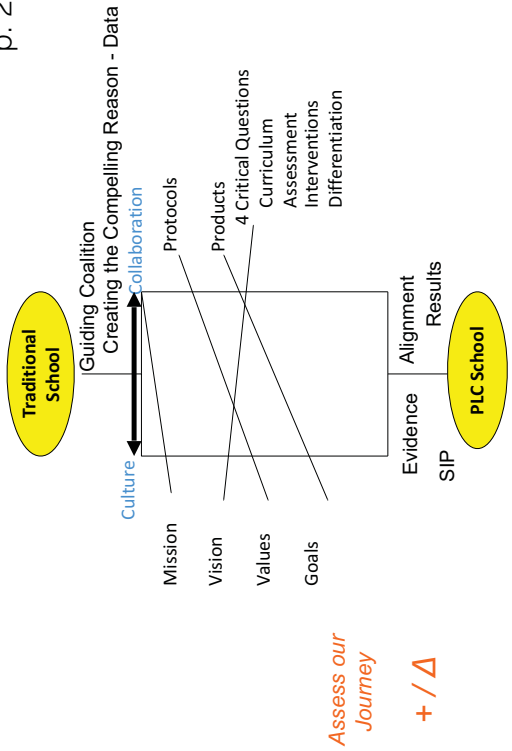 p. 2
Traditional
School
Guiding Coalition
Creating the Compelling Reason - Data
Culture
Collaboration
Mission
Vision
Values
Goals
Protocols
Products
4 Critical Questions
Curriculum
Assessment
Interventions
Differentiation
Evidence
SIP
Alignment
Results
PLC School
Assess our
Journey
+ / Δ